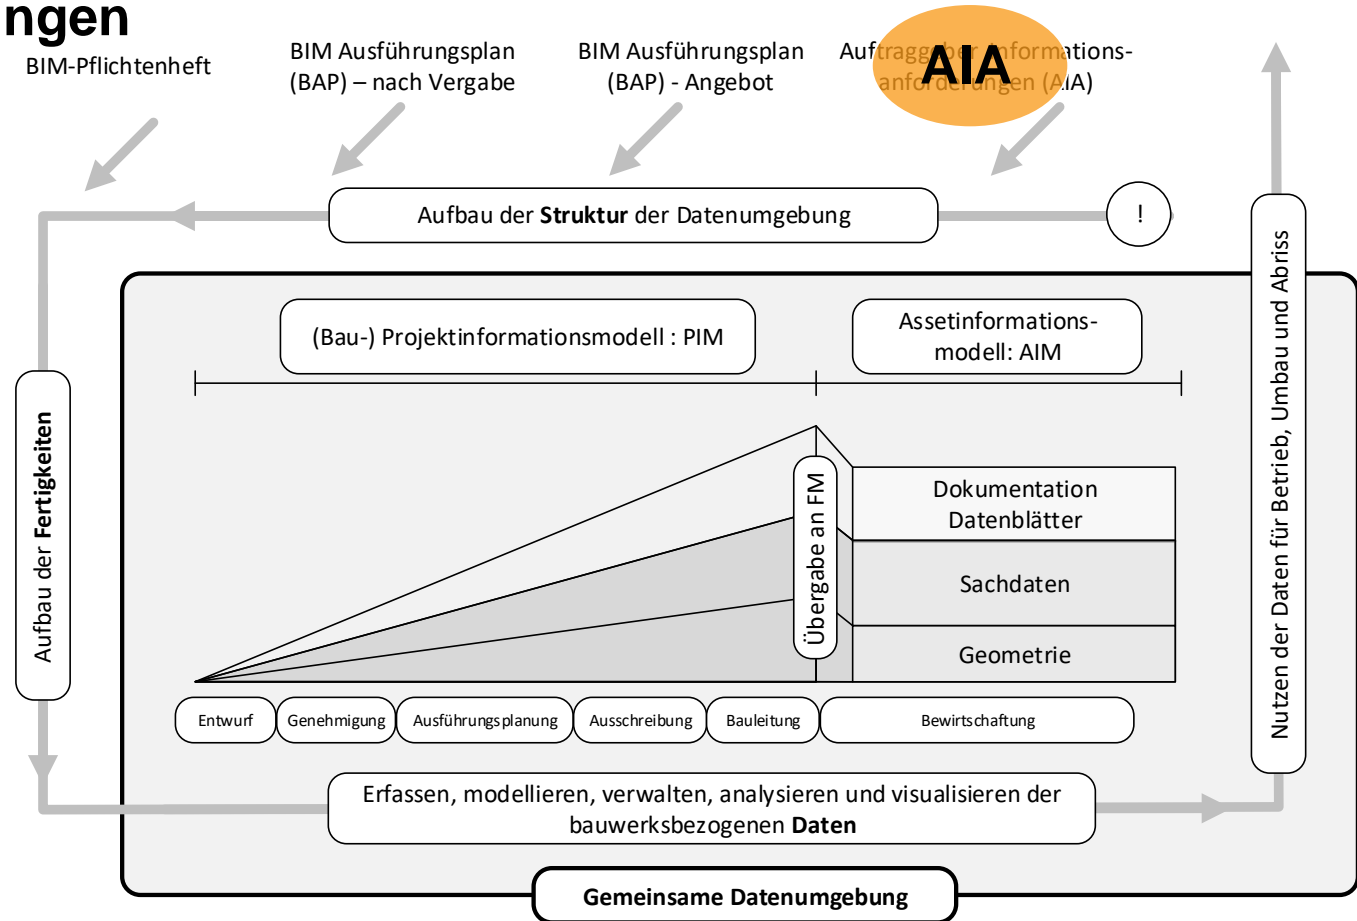 ngen
BIM-Pflichtenheft
BIM Ausführungsplan
(BAP) – nach Vergabe
BIM Ausführungsplan
(BAP) - Angebot
Auftraggeber-Informations-
anforderungen (AIA)
AIA
Aufbau der Struktur der Datenumgebung
!
(Bau-) Projektinformationsmodell : PIM
Assetinformations-
modell: AIM
Aufbau der Fertigkeiten
Übergabe an FM
Dokumentation
Datenblätter
Sachdaten
Geometrie
Nutzen der Daten für Betrieb, Umbau und Abriss
Entwurf
Genehmigung
Ausführungsplanung
Ausschreibung
Bauleitung
Bewirtschaftung
Erfassen, modellieren, verwalten, analysieren und visualisieren der
bauwerksbezogenen Daten
Gemeinsame Datenumgebung